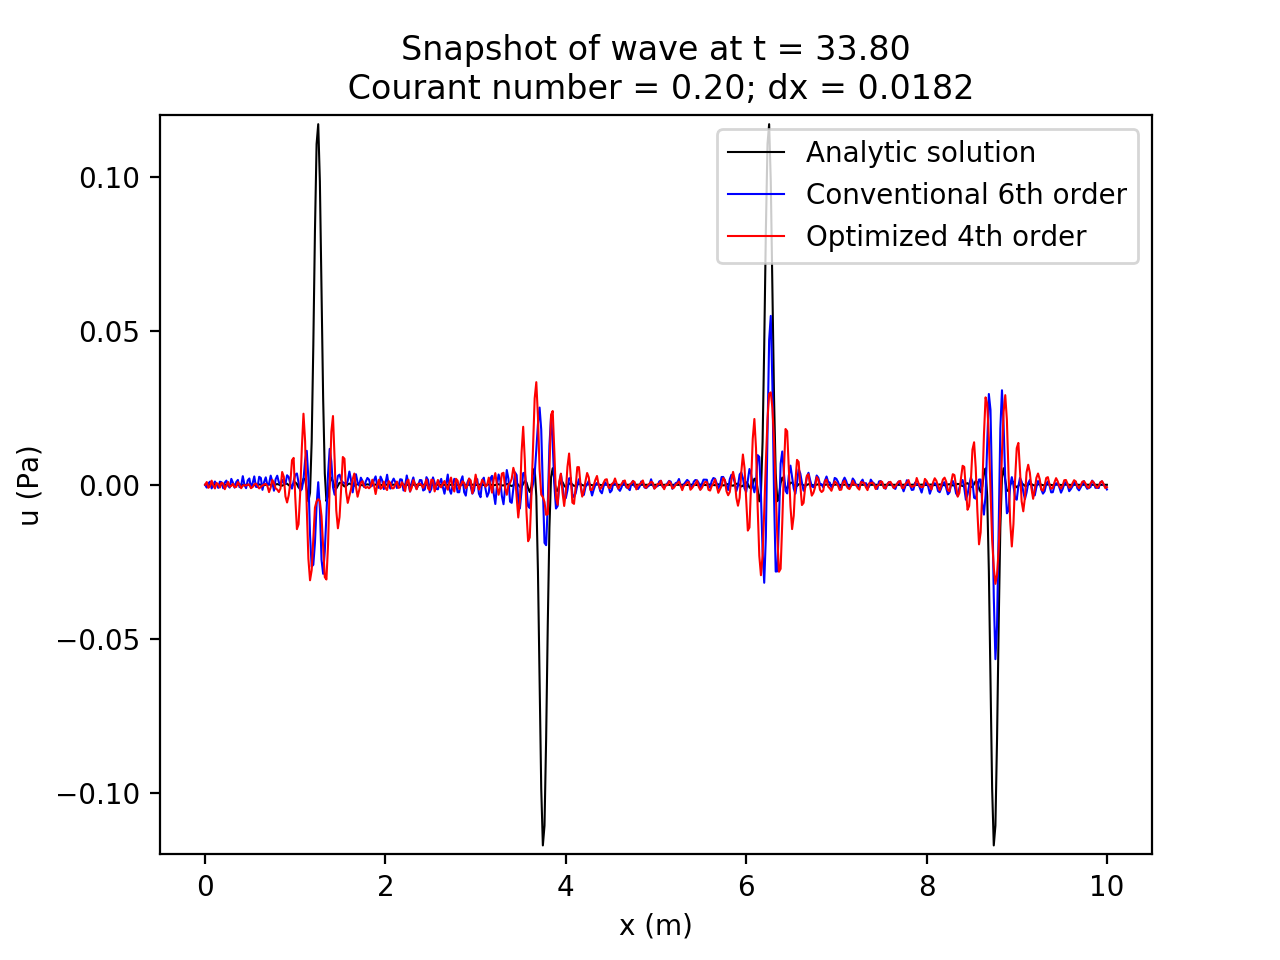 Snapshot of wave at t = 33.80
Courant number = 0.20; dx = 0.0182
Analytic solution
Conventional 6th order
Optimized 4th order
0.10
0.05
0.00
−0.05
−0.10
u (Pa)
0 2 4 6 8 10
x (m)